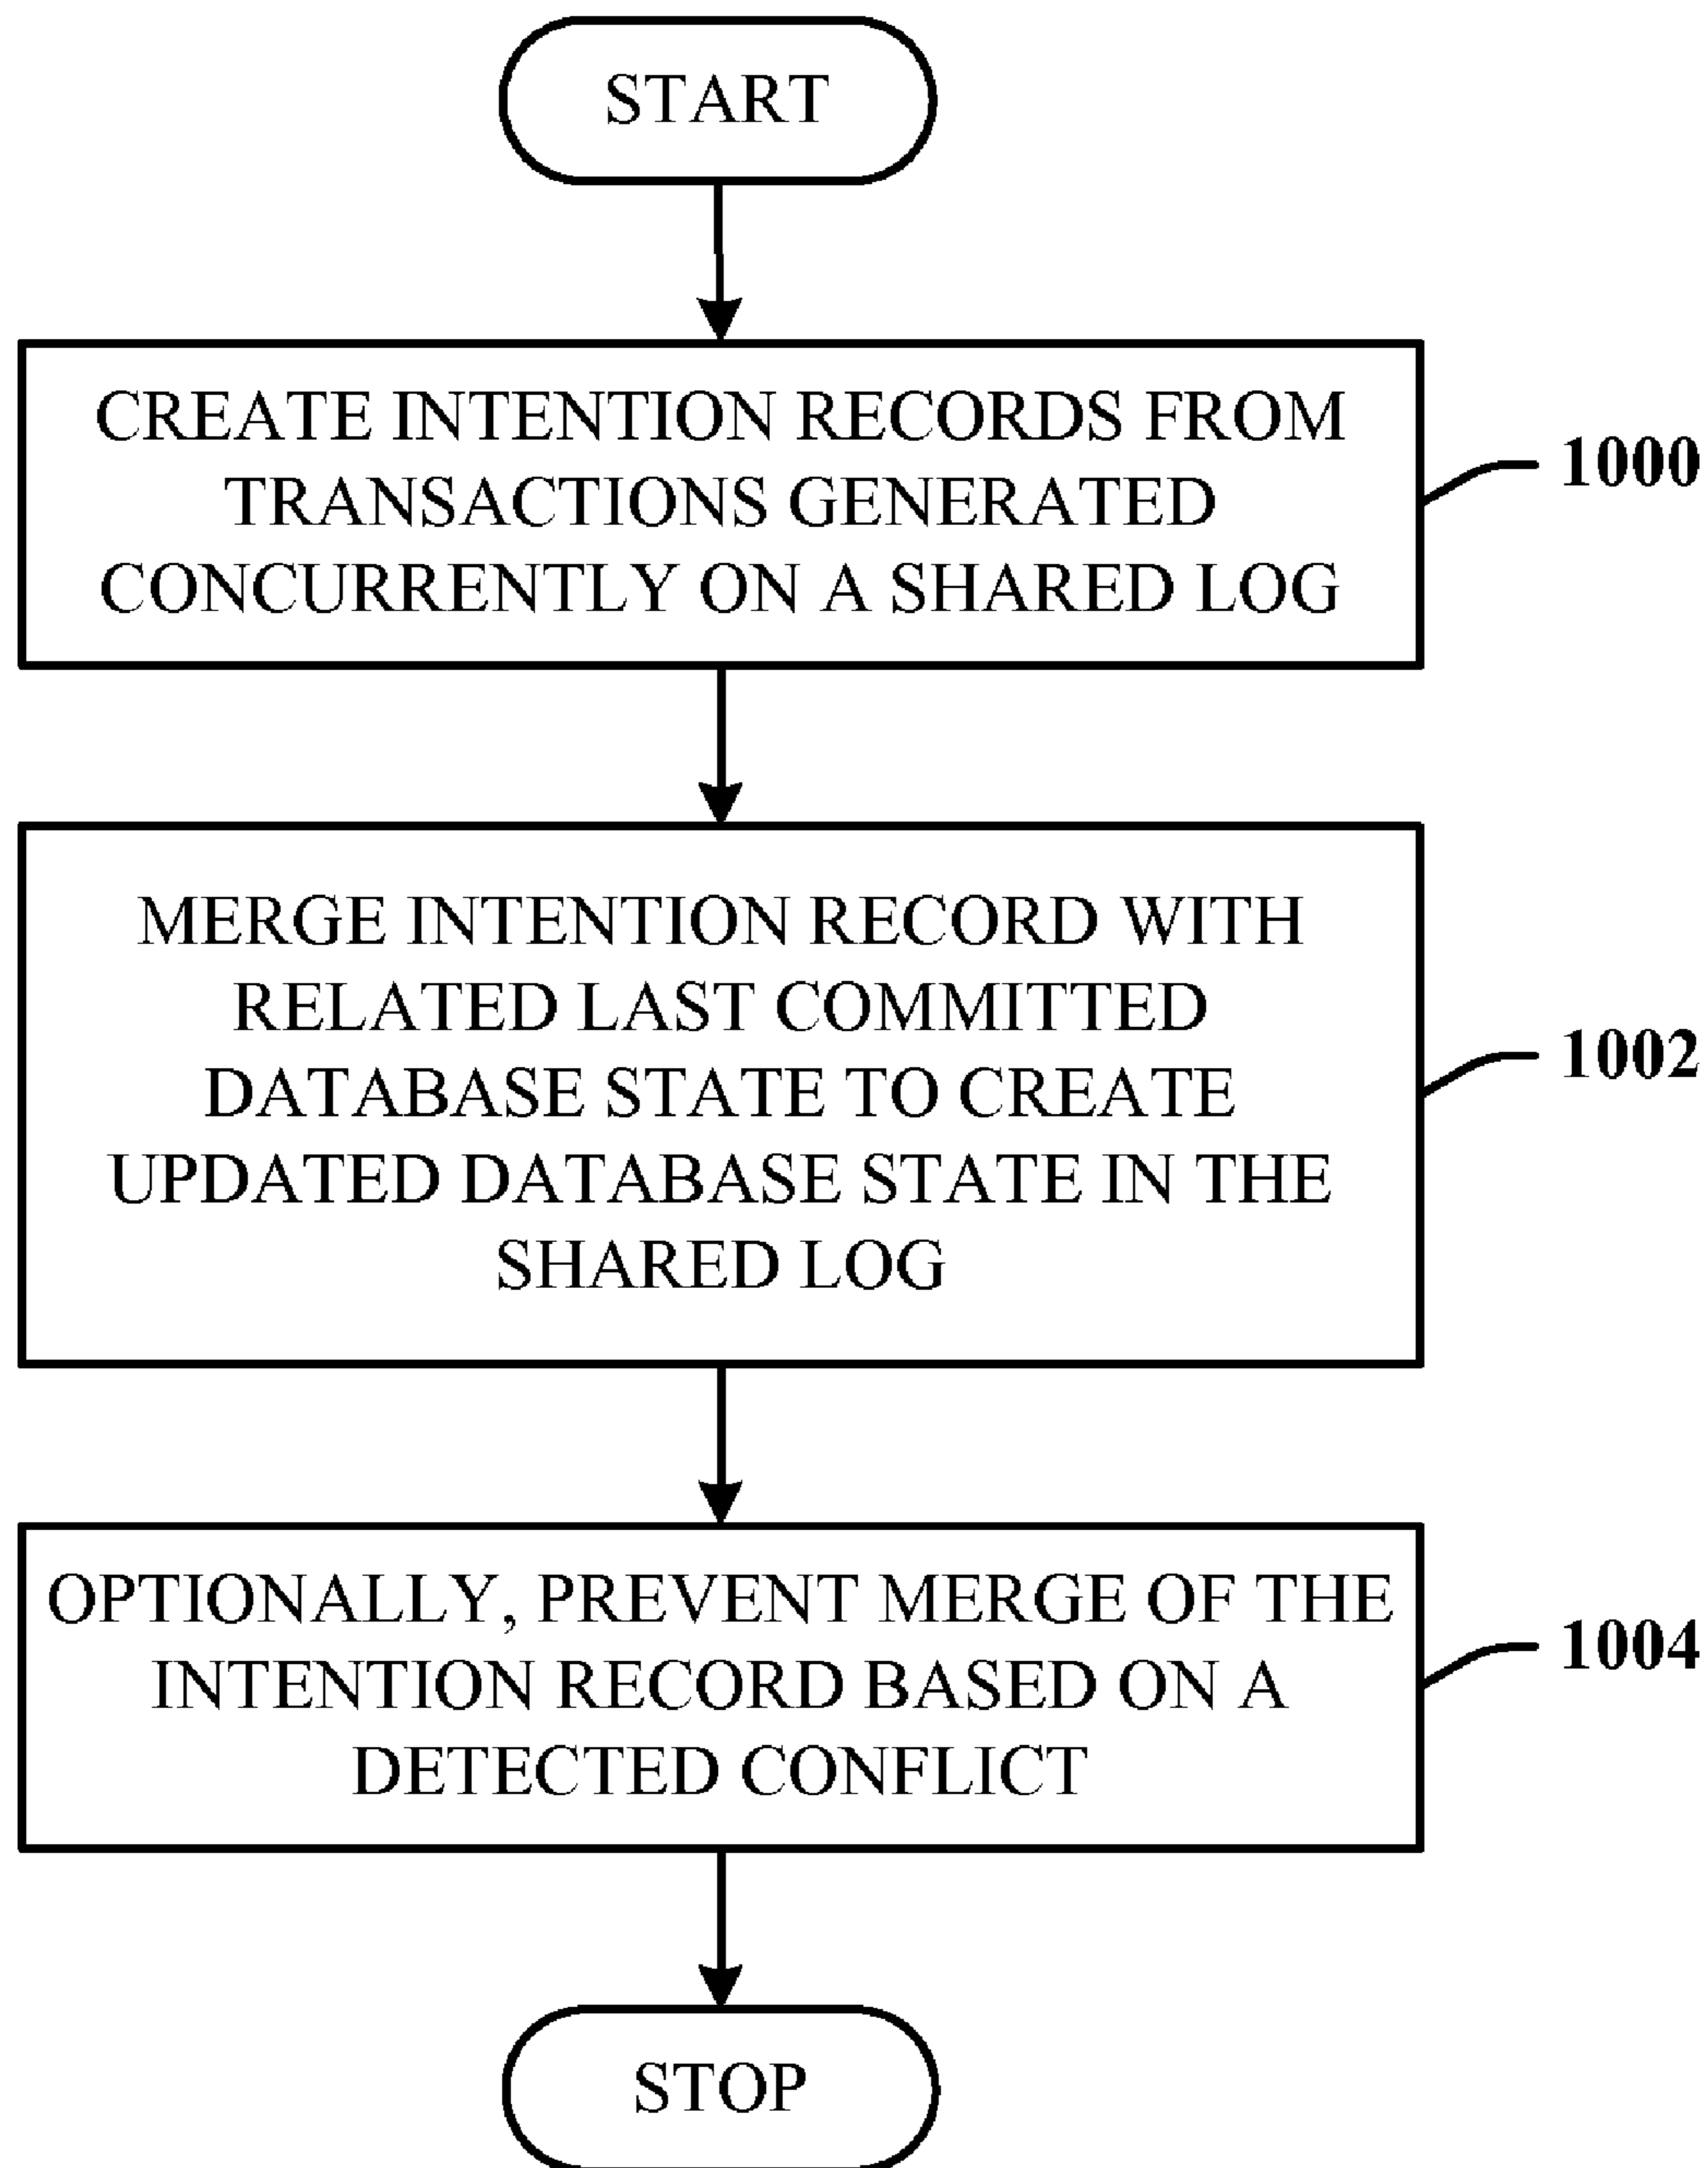 START
CREATE INTENTION RECORDS FROM
TRANSACTIONS GENERATED
CONCURRENTLY ON A SHARED LOG
1000
MERGE INTENTION RECORD WITH
RELATED LAST COMMITTED
DATABASE STATE TO CREATE
UPDATED DATABASE STATE IN THE
SHARED LOG
1002
OPTIONALLY, PREVENT MERGE OF THE
INTENTION RECORD BASED ON A
DETECTED CONFLICT
1004
STOP